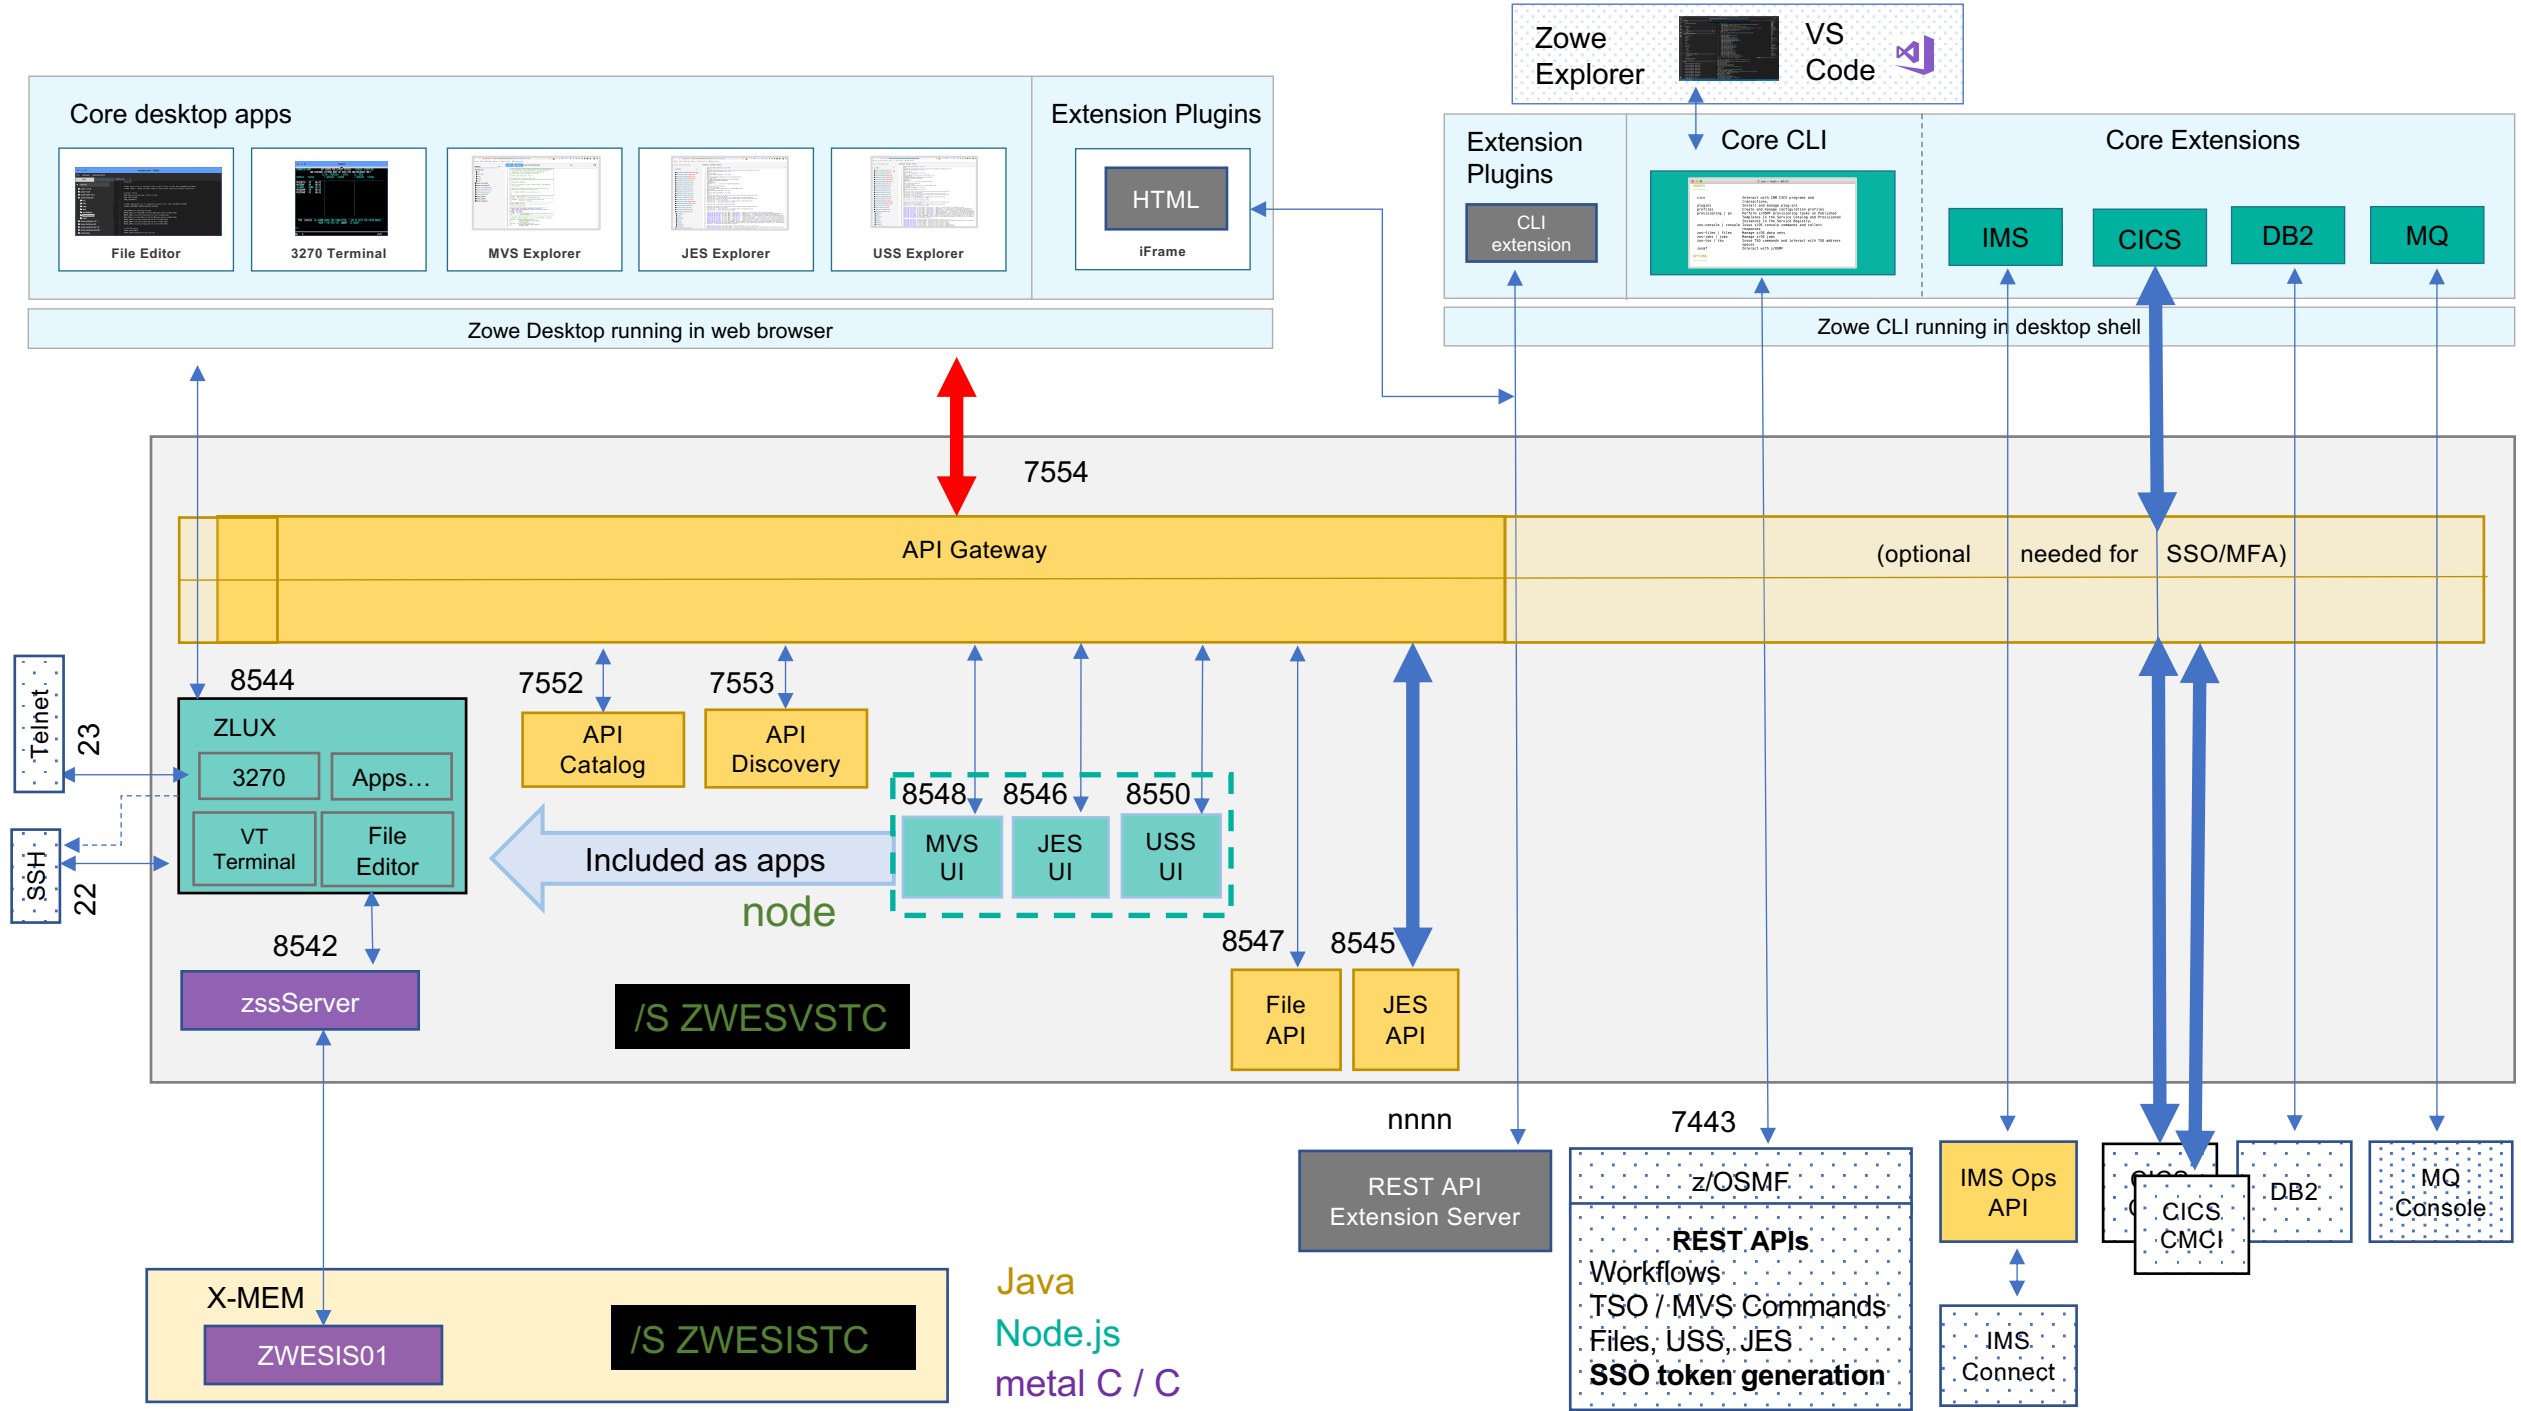 Zowe
Explorer
VS
Code
Core desktop apps
Extension Plugins
File Editor
3270 Terminal
MVS Explorer
JES Explorer
USS Explorer
HTML
iFrame
Zowe Desktop running in web browser
Extension
Plugins
Core CLI
Core Extensions
CLI
extension
IMS
CICS
DB2
MQ
Zowe CLI running in desktop shell
7554
API Gateway
(optional needed for SSO/MFA)
Telnet
23
SSH
22
8544
ZLUX
3270
Apps...
VT
Terminal
File
Editor
7552
API
Catalog
7553
API
Discovery
8548
8546
8550
MVS
UI
JES
UI
USS
UI
Included as apps
node
8542
zssServer
/S ZWESVSTC
8547
File
API
8545
JES
API
nnnn
REST API
Extension Server
7443
z/OSMF
REST APIs
Workflows
TSO / MVS Commands
Files, USS, JES
SSO token generation
IMS Ops
API
IMS
Connect
CICS
CMCI
DB2
MQ
Console
X-MEM
ZWESIS01
/S ZWESISTC
Java
Node.js
metal C / C